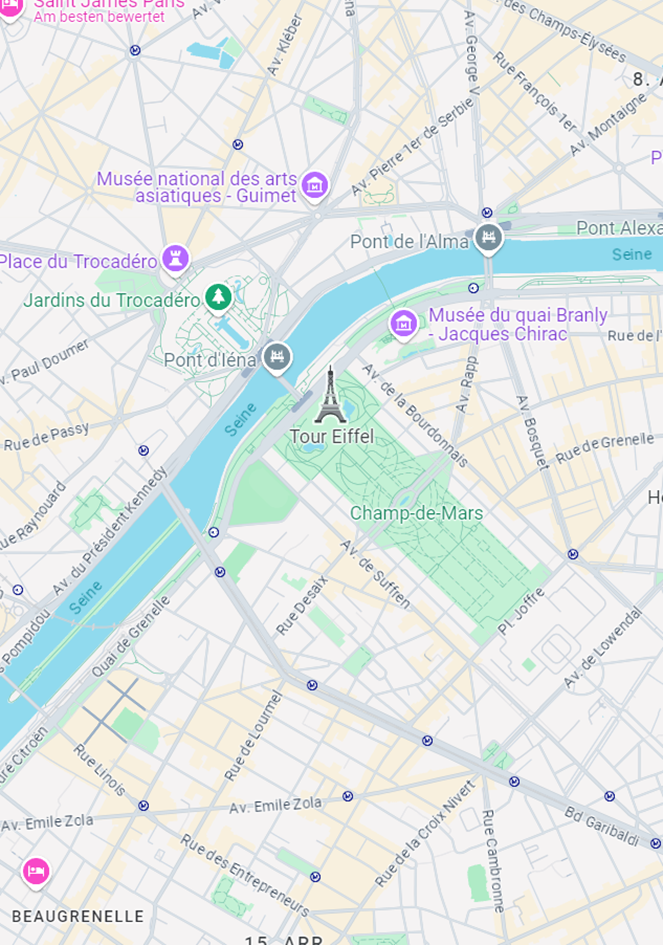 Saint James Paris
Am besten bewertet
Av. Kléber
Av. George V
des Champs-Élysées
Rue François 1er
8.
Av. Montaigne
Av. Pierre 1er de Serbie
Musée national des arts
asiatiques - Guimet
Pont de l'Alma
Pont Alexa
Seine
Place du Trocadéro
Jardins du Trocadéro
Musée du quai Branly
- Jacques Chirac
Rue de l'
Pont d'Iéna
Av. Paul Doumer
Av. de la Bourdonnais
Av. Rapp
Av. Bosquet
Rue de Passy
Seine
Tour Eiffel
Rue de Grenelle
Rue Raynouard
Av. du Président Kennedy
Champ-de-Mars
Av. de Suffren
Seine
Rue Desaix
Pl. Joffre
Pompidou
Quai de Grenelle
Av. de Lowendal
Rue de Lourmel
Citroën
Rue Linois
Av. Emile Zola
Av. Emile Zola
Rue de la Croix Nivert
Rue Cambronne
Bd Garibaldi
Rue des Entrepreneurs
BEAUGRENELLE
15. ARR